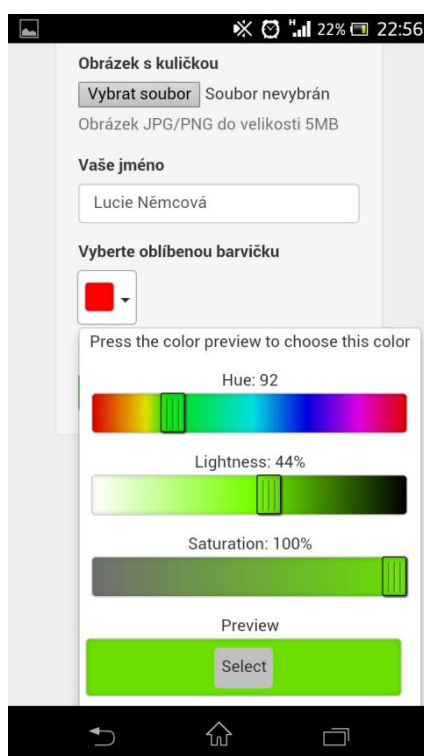 H 22% 22:56
Obrázek s kuličkou
Vybrat soubor Soubor nevybrán
Obrázek JPG/PNG do velikosti 5MB
Vaše jméno
Lucie Němcová
Vyberte oblíbenou barvičku
Press the color preview to choose this color
Hue: 92
Lightness: 44%
Saturation: 100%
Preview
Select